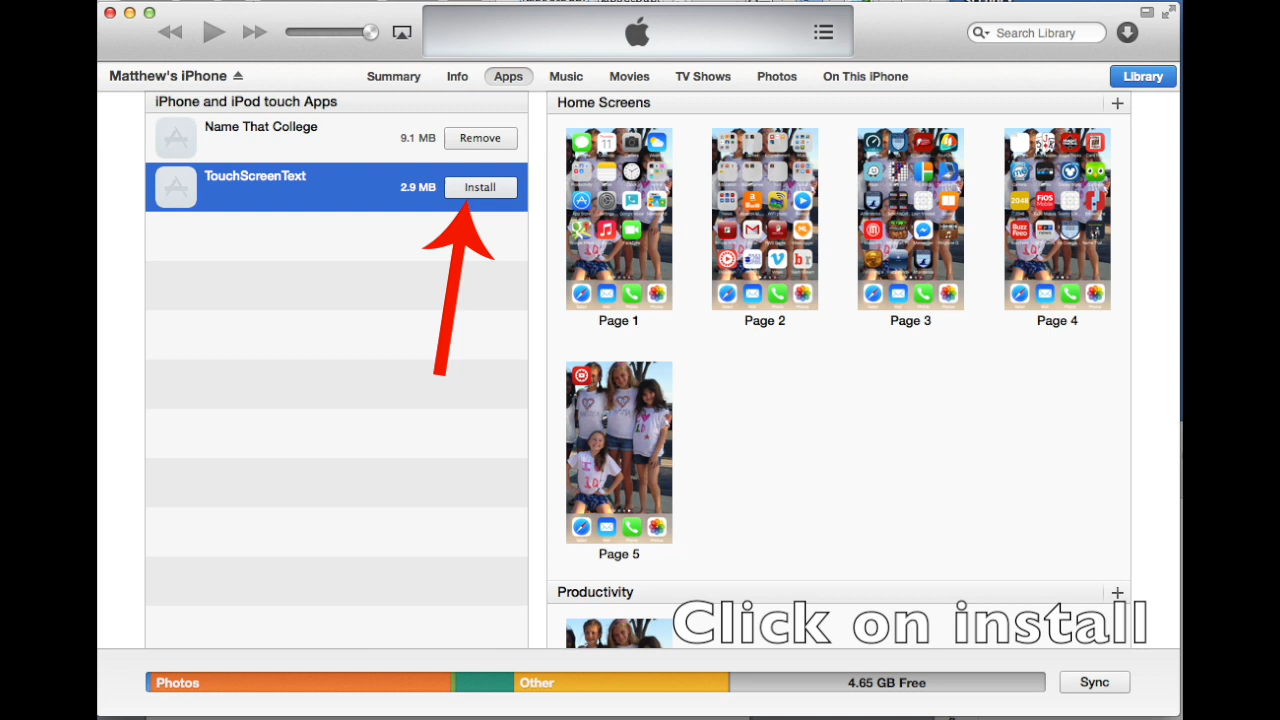 Search Library
Matthew's iPhone
Summary
Info
Apps
Music
Movies
TV Shows
Photos
On This iPhone
Library
iPhone and iPod touch Apps
Name That College
9.1 MB
Remove
TouchScreenText
2.9 MB
Install
Home Screens
Page 1
Page 2
Page 3
Page 4
Page 5
Productivity
Click on install
Photos
Other
4.65 GB Free
Sync